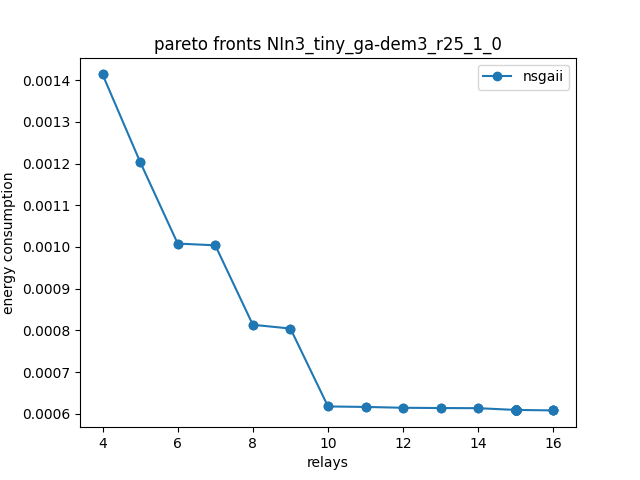 pareto fronts NIn3_tiny_ga-dem3_r25_1_0
nsgaii
0.0014
0.0013
0.0012
0.0011
0.0010
0.0009
0.0008
0.0007
0.0006
energy consumption
4 6 8 10 12 14 16
relays